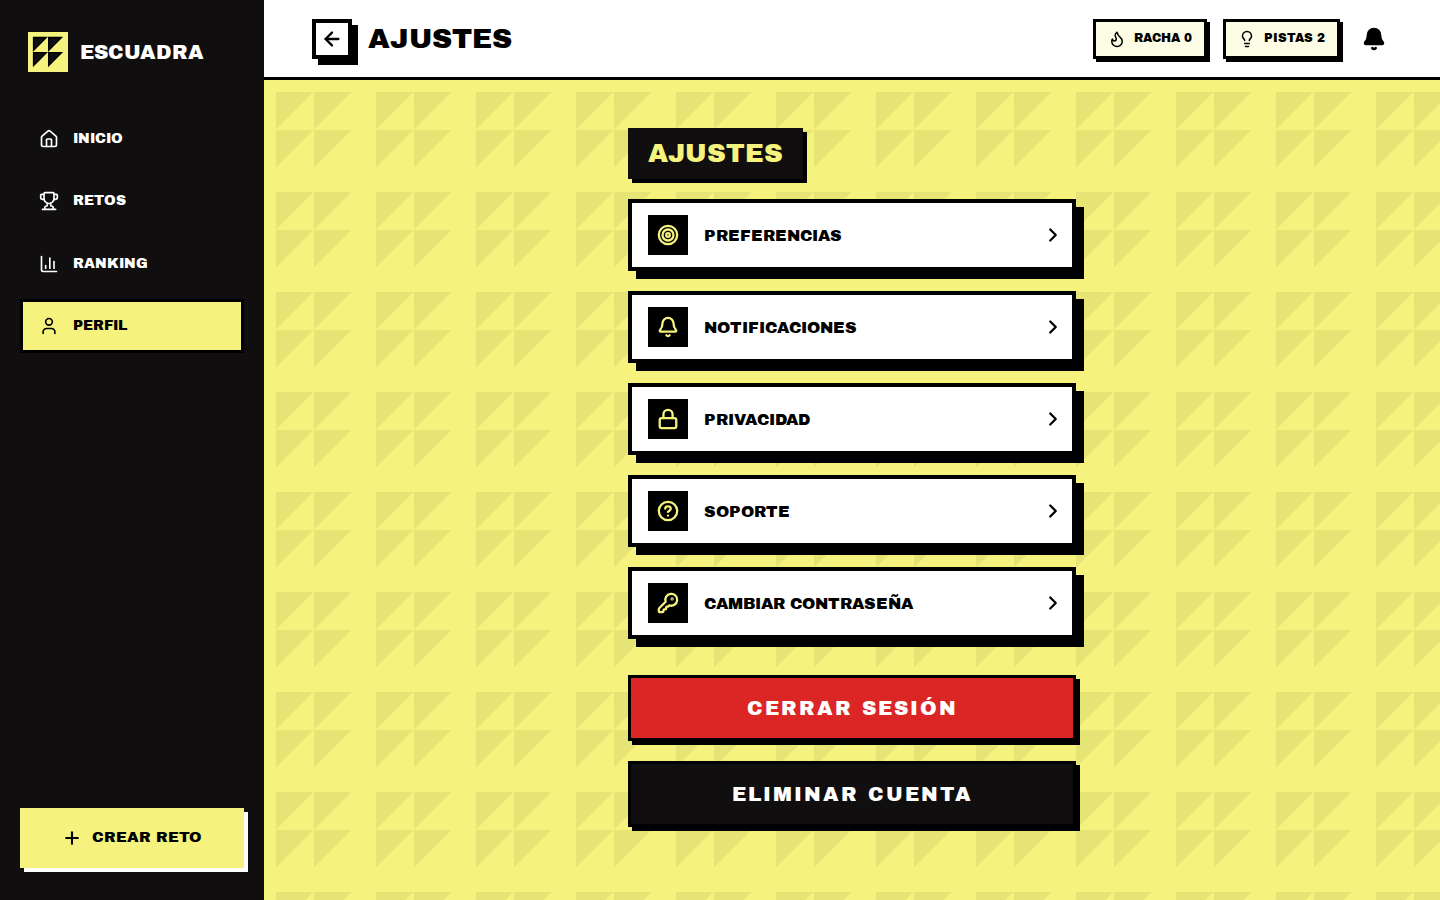 ESCUADRA
INICIO
RETOS
RANKING
PERFIL
CREAR RETO
AJUSTES
RACHA 0
PISTAS 2
AJUSTES
PREFERENCIAS
NOTIFICACIONES
PRIVACIDAD
SOPORTE
CAMBIAR CONTRASEÑA
CERRAR SESIÓN
ELIMINAR CUENTA